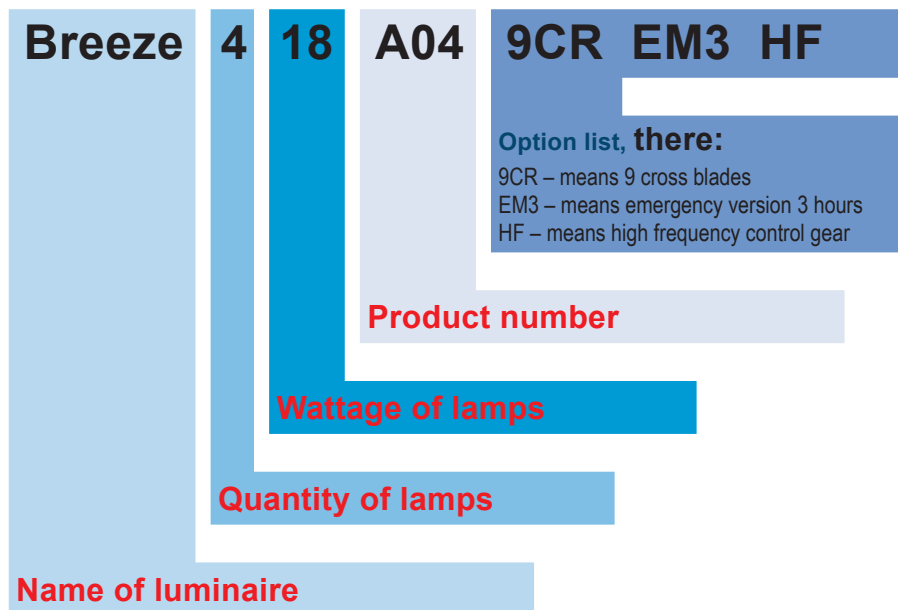 Breeze 4 18 A04 9CR EM3 HF
Option list, there:
9CR – means 9 cross blades
EM3 – means emergency version 3 hours
HF – means high frequency control gear
Product number
Wattage of lamps
Quantity of lamps
Name of luminaire